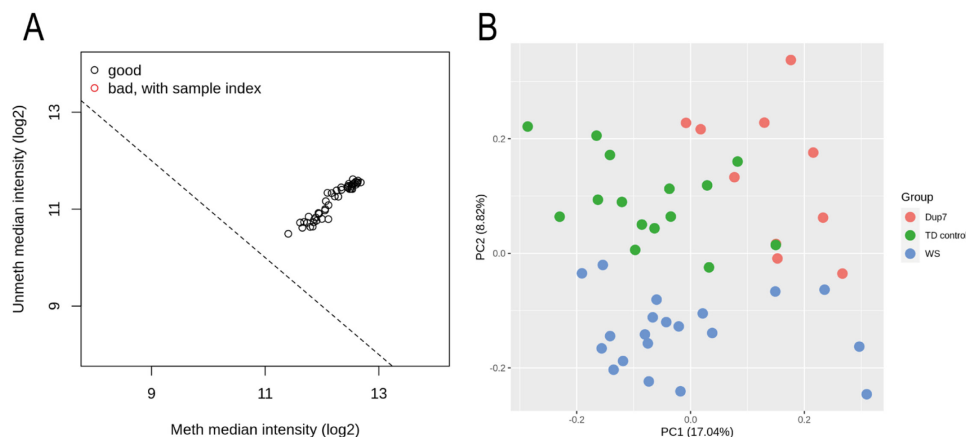 A
good
bad, with sample index
Unmeth median intensity (log2)
13
11
9
9
11
13
Meth median intensity (log2)
B
PC2 (8.82%)
0.2
0.0
-0.2
-0.2
0.0
0.2
PC1 (17.04%)
Group
Dup7
TD control
WS